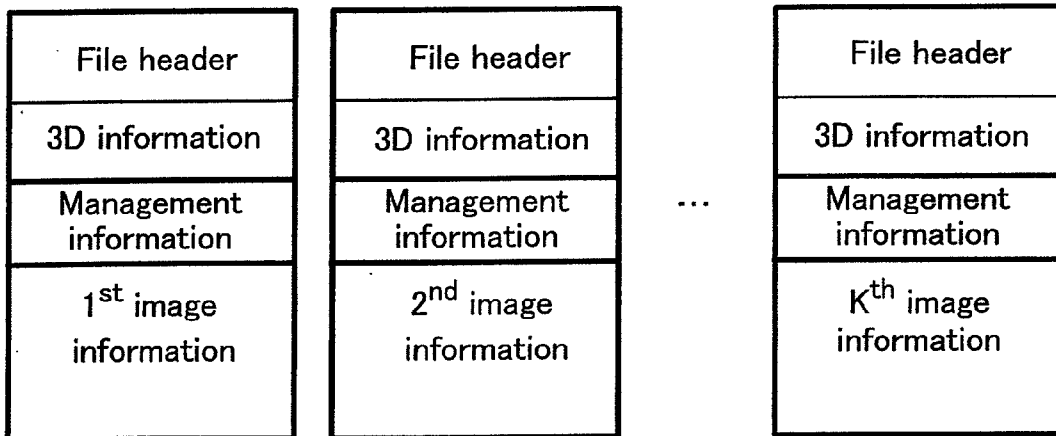 File header
3D information
Management
information
1st image
information
File header
3D information
Management
information
2nd image
information
...
File header
3D information
Management
information
Kth image
information